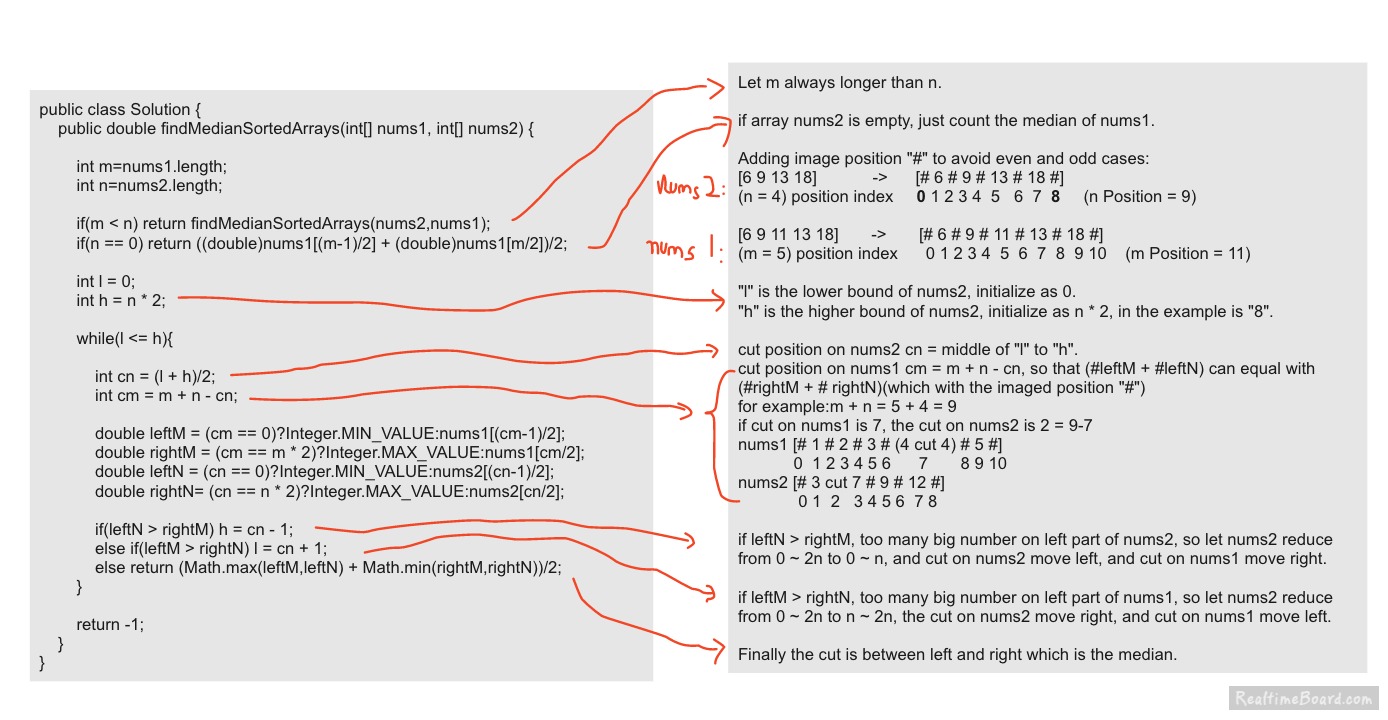 public class Solution {
public double findMedianSortedArrays(int[] nums1, int[] nums2) {
int m=nums1.length;
int n=nums2.length;
if(m < n) return findMedianSortedArrays(nums2,nums1);
if(n == 0) return ((double)nums1[(m-1)/2] + (double)nums1[m/2])/2;
int l = 0;
int h = n * 2;
while(l <= h){
int cn = (l + h)/2;
int cm = m + n - cn;
double leftM = (cm == 0)?Integer.MIN_VALUE:nums1[(cm-1)/2];
double rightM = (cm == m * 2)?Integer.MAX_VALUE:nums1[cm/2];
double leftN = (cn == 0)?Integer.MIN_VALUE:nums2[(cn-1)/2];
double rightN= (cn == n * 2)?Integer.MAX_VALUE:nums2[cn/2];
if(leftN > rightM) h = cn - 1;
else if(leftM > rightN) l = cn + 1;
else return (Math.max(leftM,leftN) + Math.min(rightM,rightN))/2;
}
return -1;
}
}
Let m always longer than n.
if array nums2 is empty, just count the median of nums1.
Adding image position "#" to avoid even and odd cases:
nums2:
[6 9 13 18] -> [# 6 # 9 # 13 # 18 #]
(n = 4) position index 0 1 2 3 4 5 6 7 8 (n Position = 9)
nums1:
[6 9 11 13 18] -> [# 6 # 9 # 11 # 13 # 18 #]
(m = 5) position index 0 1 2 3 4 5 6 7 8 9 10 (m Position = 11)
"l" is the lower bound of nums2, initialize as 0.
"h" is the higher bound of nums2, initialize as n * 2, in the example is "8".
cut position on nums2 cn = middle of "l" to "h".
cut position on nums1 cm = m + n - cn, so that (#leftM + #leftN) can equal with
(#rightM + # rightN)(which with the imaged position "#")
for example:m + n = 5 + 4 = 9
if cut on nums1 is 7, the cut on nums2 is 2 = 9-7
nums1 [# 1 # 2 # 3 # (4 cut 4) # 5 #]
0 1 2 3 4 5 6 7 8 9 10
nums2 [# 3 cut 7 # 9 # 12 #]
0 1 2 3 4 5 6 7 8
if leftN > rightM, too many big number on left part of nums2, so let nums2 reduce
from 0 ~ 2n to 0 ~ n, and cut on nums2 move left, and cut on nums1 move right.
if leftM > rightN, too many big number on left part of nums1, so let nums2 reduce
from 0 ~ 2n to n ~ 2n, the cut on nums2 move right, and cut on nums1 move left.
Finally the cut is between left and right which is the median.
RealtimeBoard.com